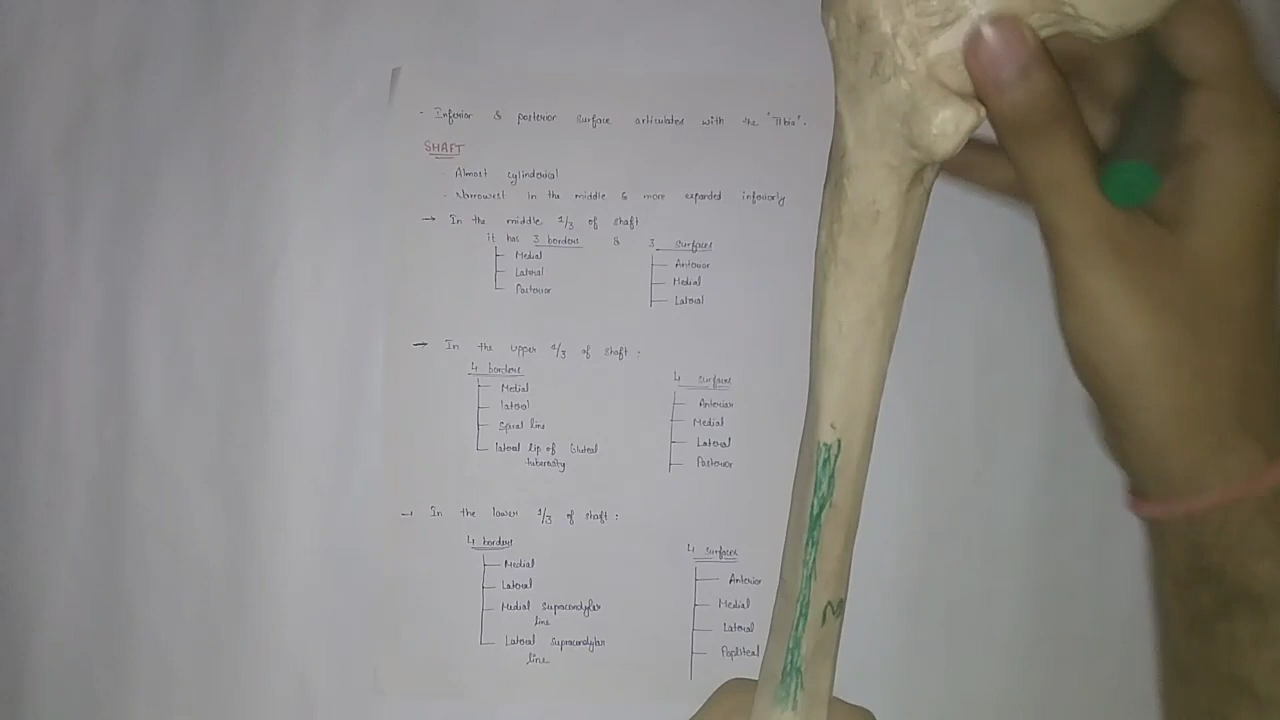 - Inferior & posterior surface articulates with the 'Tibia'.
SHAFT
- Almost cylinderial
- Narrowest in the middle & more expanded inferiorly
→ In the middle 1/3 of shaft
it has 3 borders & 3 surfaces
Medial
Lateral
Posterior
Anterior
Medial
Lateral
→ In the upper 1/3 of shaft :
4 borders
Medial
lateral
Spiral line
lateral lip of Gluteal
tuberosity
4 surfaces
Anterior
Medial
Lateral
Posterior
→ In the lower 1/3 of shaft :
4 borders
Medial
Lateral
Medial Supracondylar
line
Lateral Supracondylar
line
4 surfaces
Anterior
Medial
Lateral
Popliteal
M